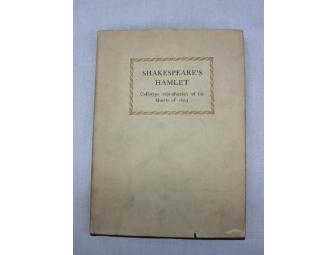 SHAKESPEARE'S
HAMLET
Collotype reproduction of the
Quarto of 1603